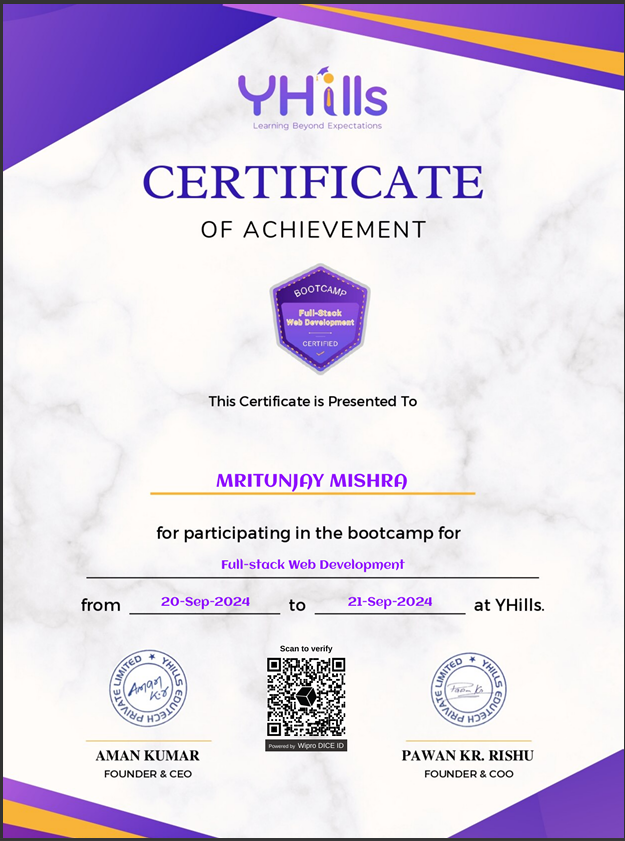 YHills
Learning Beyond Expectations
CERTIFICATE
OF ACHIEVEMENT
BOOTCAMP
Full-Stack
Web Development
CERTIFIED
This Certificate is Presented To
MRITUNJAY MISHRA
for participating in the bootcamp for
Full-stack Web Development
from 20-Sep-2024 to 21-Sep-2024 at YHills.
Scan to verify
YHILLS EDUTECH PRIVATE LIMITED
Aman Kr
YHILLS EDUTECH PRIVATE LIMITED
Pawan Kr
Powered by Wipro DICE ID
AMAN KUMAR
FOUNDER & CEO
PAWAN KR. RISHU
FOUNDER & COO